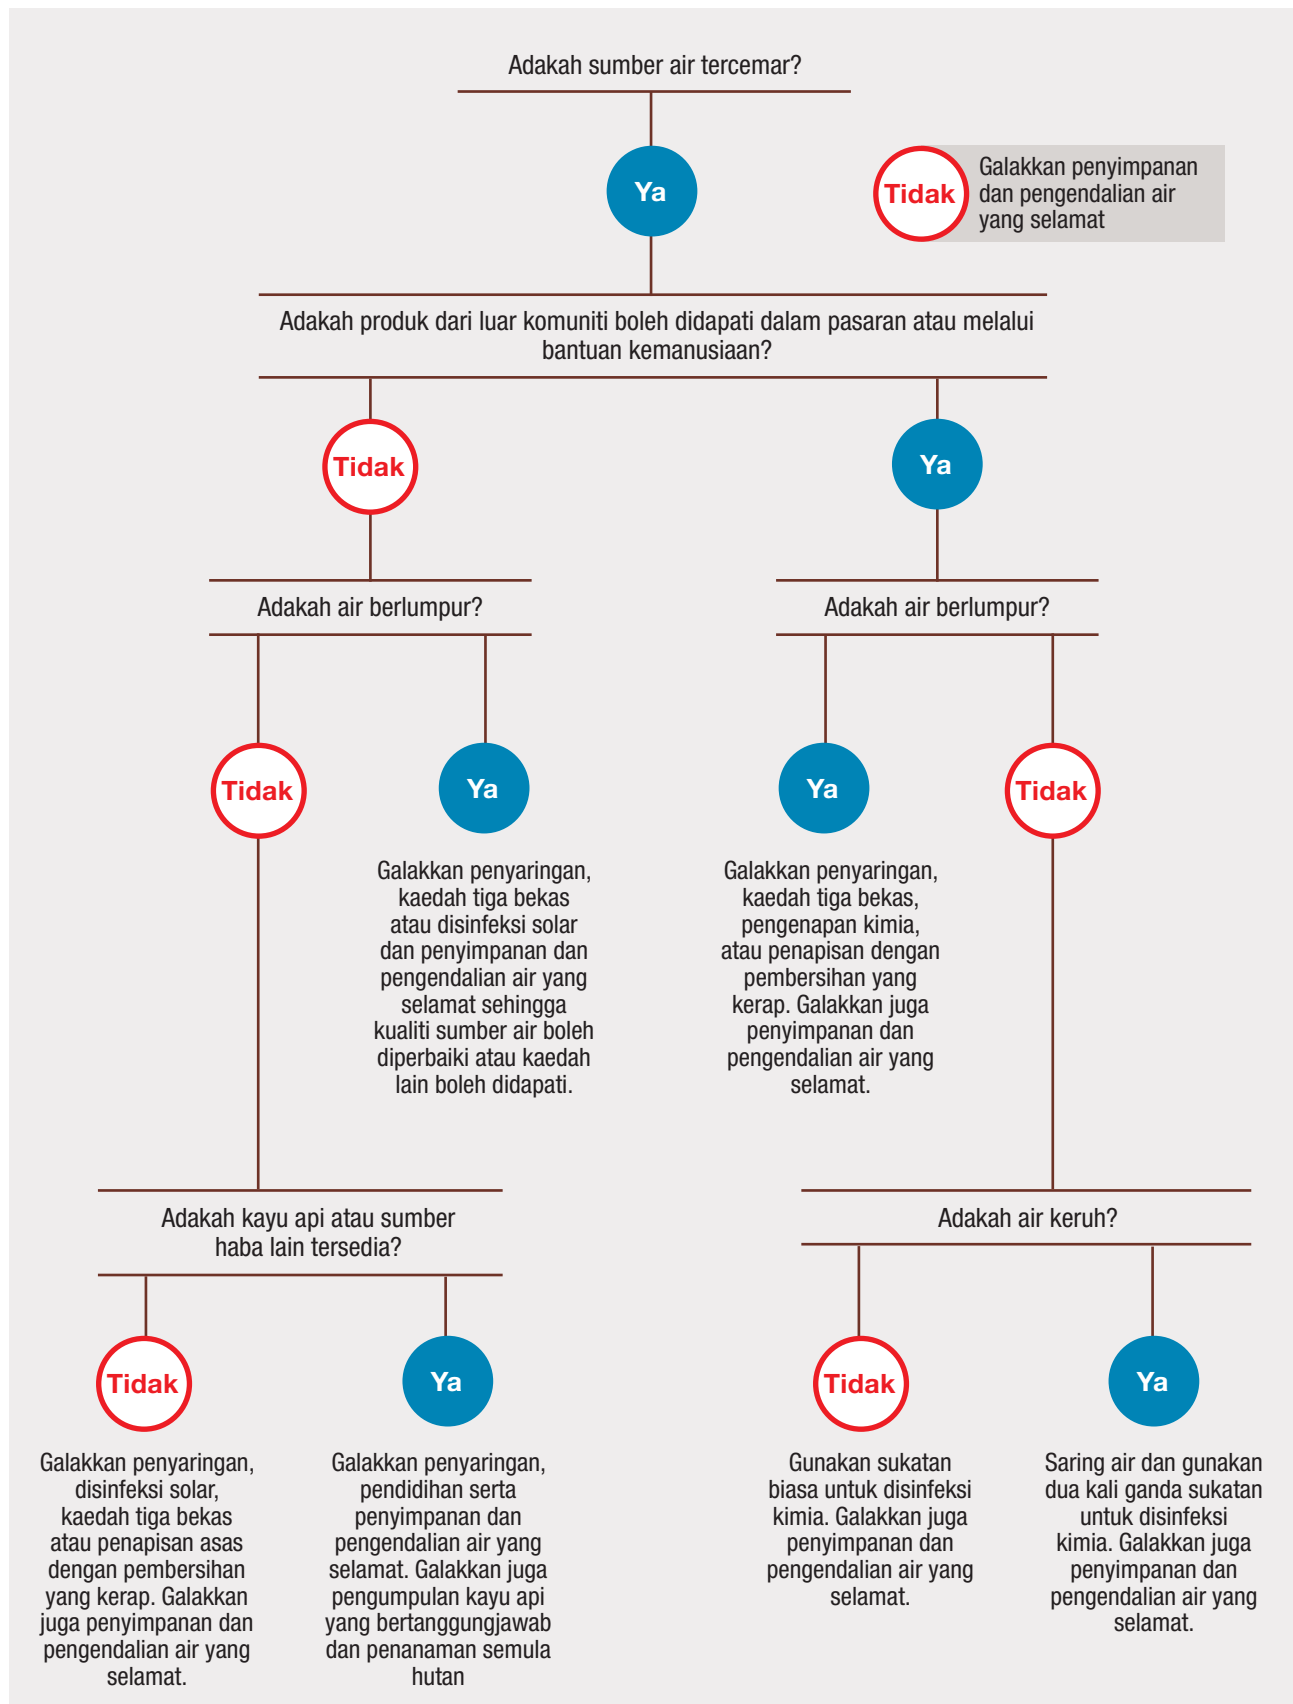 Adakah sumber air tercemar?
Ya
Tidak
Galakkan penyimpanan
dan pengendalian air
yang selamat
Adakah produk dari luar komuniti boleh didapati dalam pasaran atau melalui
bantuan kemanusiaan?
Tidak
Ya
Adakah air berlumpur?
Adakah air berlumpur?
Tidak
Ya
Ya
Tidak
Galakkan penyaringan,
kaedah tiga bekas
atau disinfeksi solar
dan penyimpanan dan
pengendalian air yang
selamat sehingga
kualiti sumber air boleh
diperbaiki atau kaedah
lain boleh didapati.
Galakkan penyaringan,
kaedah tiga bekas,
pengenapan kimia,
atau penapisan dengan
pembersihan yang
kerap. Galakkan juga
penyimpanan dan
pengendalian air yang
selamat.
Adakah kayu api atau sumber
haba lain tersedia?
Adakah air keruh?
Tidak
Ya
Tidak
Ya
Galakkan penyaringan,
disinfeksi solar,
kaedah tiga bekas
atau penapisan asas
dengan pembersihan
yang kerap. Galakkan
juga penyimpanan dan
pengendalian air yang
selamat.
Galakkan penyaringan,
pendidihan serta
penyimpanan dan
pengendalian air yang
selamat. Galakkan juga
pengumpulan kayu api
yang bertanggungjawab
dan penanaman semula
hutan
Gunakan sukatan
biasa untuk disinfeksi
kimia. Galakkan juga
penyimpanan dan
pengendalian air yang
selamat.
Saring air dan gunakan
dua kali ganda sukatan
untuk disinfeksi
kimia. Galakkan juga
penyimpanan dan
pengendalian air yang
selamat.